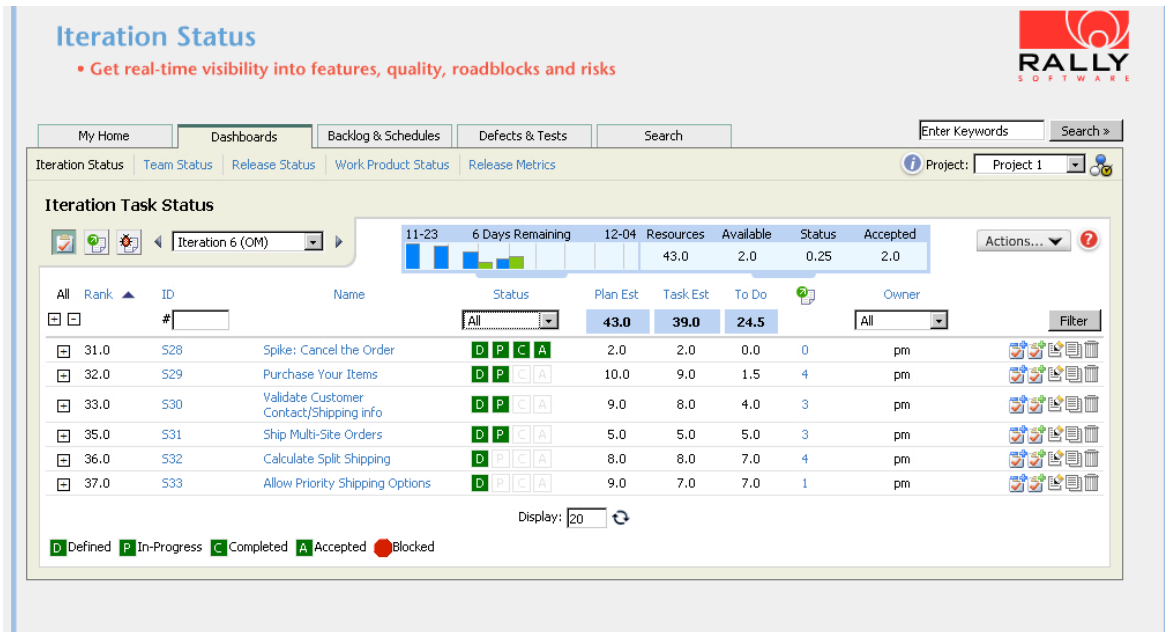 Iteration Status
• Get real-time visibility into features, quality, roadblocks and risks
RALLY
SOFTWARE
My Home Dashboards Backlog & Schedules Defects & Tests Search Enter Keywords Search »
Iteration Status Team Status Release Status Work Product Status Release Metrics i Project: Project 1
Iteration Task Status
Iteration 6 (OM)
11-23 6 Days Remaining 12-04 Resources Available Status Accepted
43.0 2.0 0.25 2.0
Actions... ?
All Rank ID Name Status Plan Est Task Est To Do Owner
+ - # All 43.0 39.0 24.5 All Filter
+ 31.0 S28 Spike: Cancel the Order D P C A 2.0 2.0 0.0 0 pm
+ 32.0 S29 Purchase Your Items D P C A 10.0 9.0 1.5 4 pm
+ 33.0 S30 Validate Customer
Contact/Shipping info D P C A 9.0 8.0 4.0 3 pm
+ 35.0 S31 Ship Multi-Site Orders D P C A 5.0 5.0 5.0 3 pm
+ 36.0 S32 Calculate Split Shipping D P C A 8.0 8.0 7.0 4 pm
+ 37.0 S33 Allow Priority Shipping Options D P C A 9.0 7.0 7.0 1 pm
Display: 20
D Defined P In-Progress C Completed A Accepted Blocked